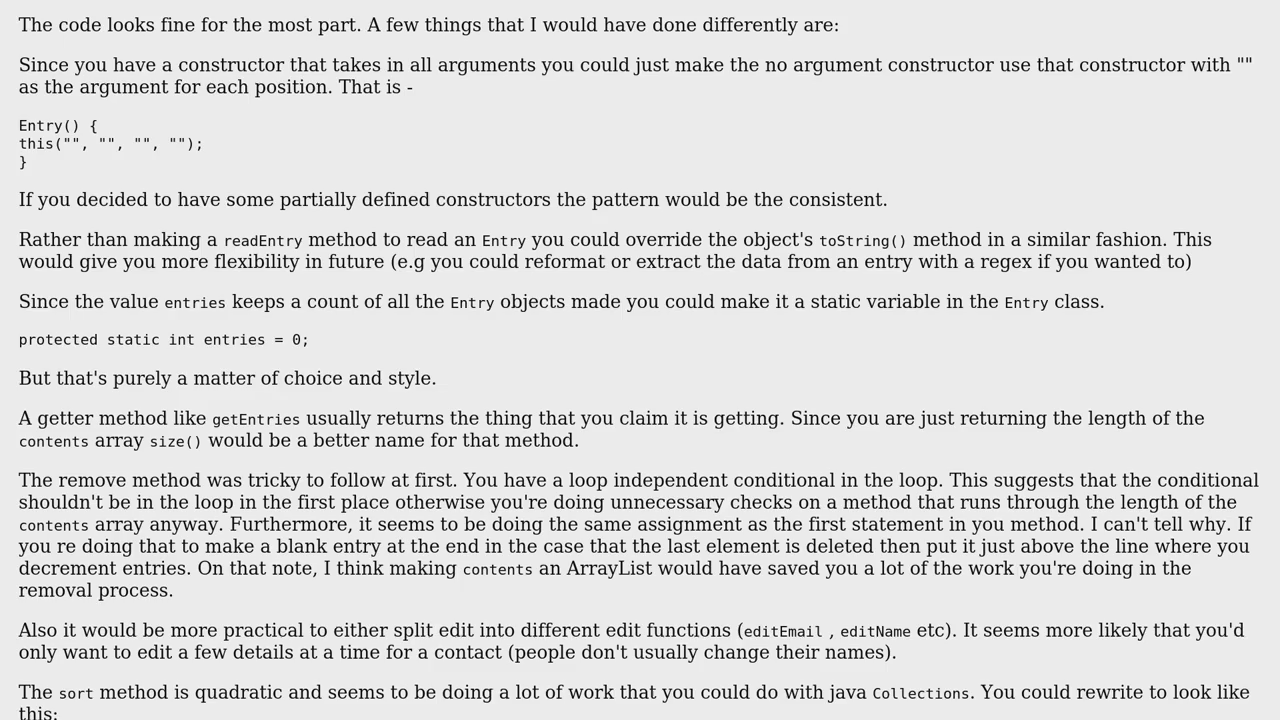 The code looks fine for the most part. A few things that I would have done differently are:
Since you have a constructor that takes in all arguments you could just make the no argument constructor use that constructor with ""
as the argument for each position. That is -
Entry() {
this("", "", "", "");
}
If you decided to have some partially defined constructors the pattern would be the consistent.
Rather than making a readEntry method to read an Entry you could override the object's toString() method in a similar fashion. This
would give you more flexibility in future (e.g you could reformat or extract the data from an entry with a regex if you wanted to)
Since the value entries keeps a count of all the Entry objects made you could make it a static variable in the Entry class.
protected static int entries = 0;
But that's purely a matter of choice and style.
A getter method like getEntries usually returns the thing that you claim it is getting. Since you are just returning the length of the
contents array size() would be a better name for that method.
The remove method was tricky to follow at first. You have a loop independent conditional in the loop. This suggests that the conditional
shouldn't be in the loop in the first place otherwise you're doing unnecessary checks on a method that runs through the length of the
contents array anyway. Furthermore, it seems to be doing the same assignment as the first statement in you method. I can't tell why. If
you re doing that to make a blank entry at the end in the case that the last element is deleted then put it just above the line where you
decrement entries. On that note, I think making contents an ArrayList would have saved you a lot of the work you're doing in the
removal process.
Also it would be more practical to either split edit into different edit functions (editEmail , editName etc). It seems more likely that you'd
only want to edit a few details at a time for a contact (people don't usually change their names).
The sort method is quadratic and seems to be doing a lot of work that you could do with java Collections. You could rewrite to look like
this: